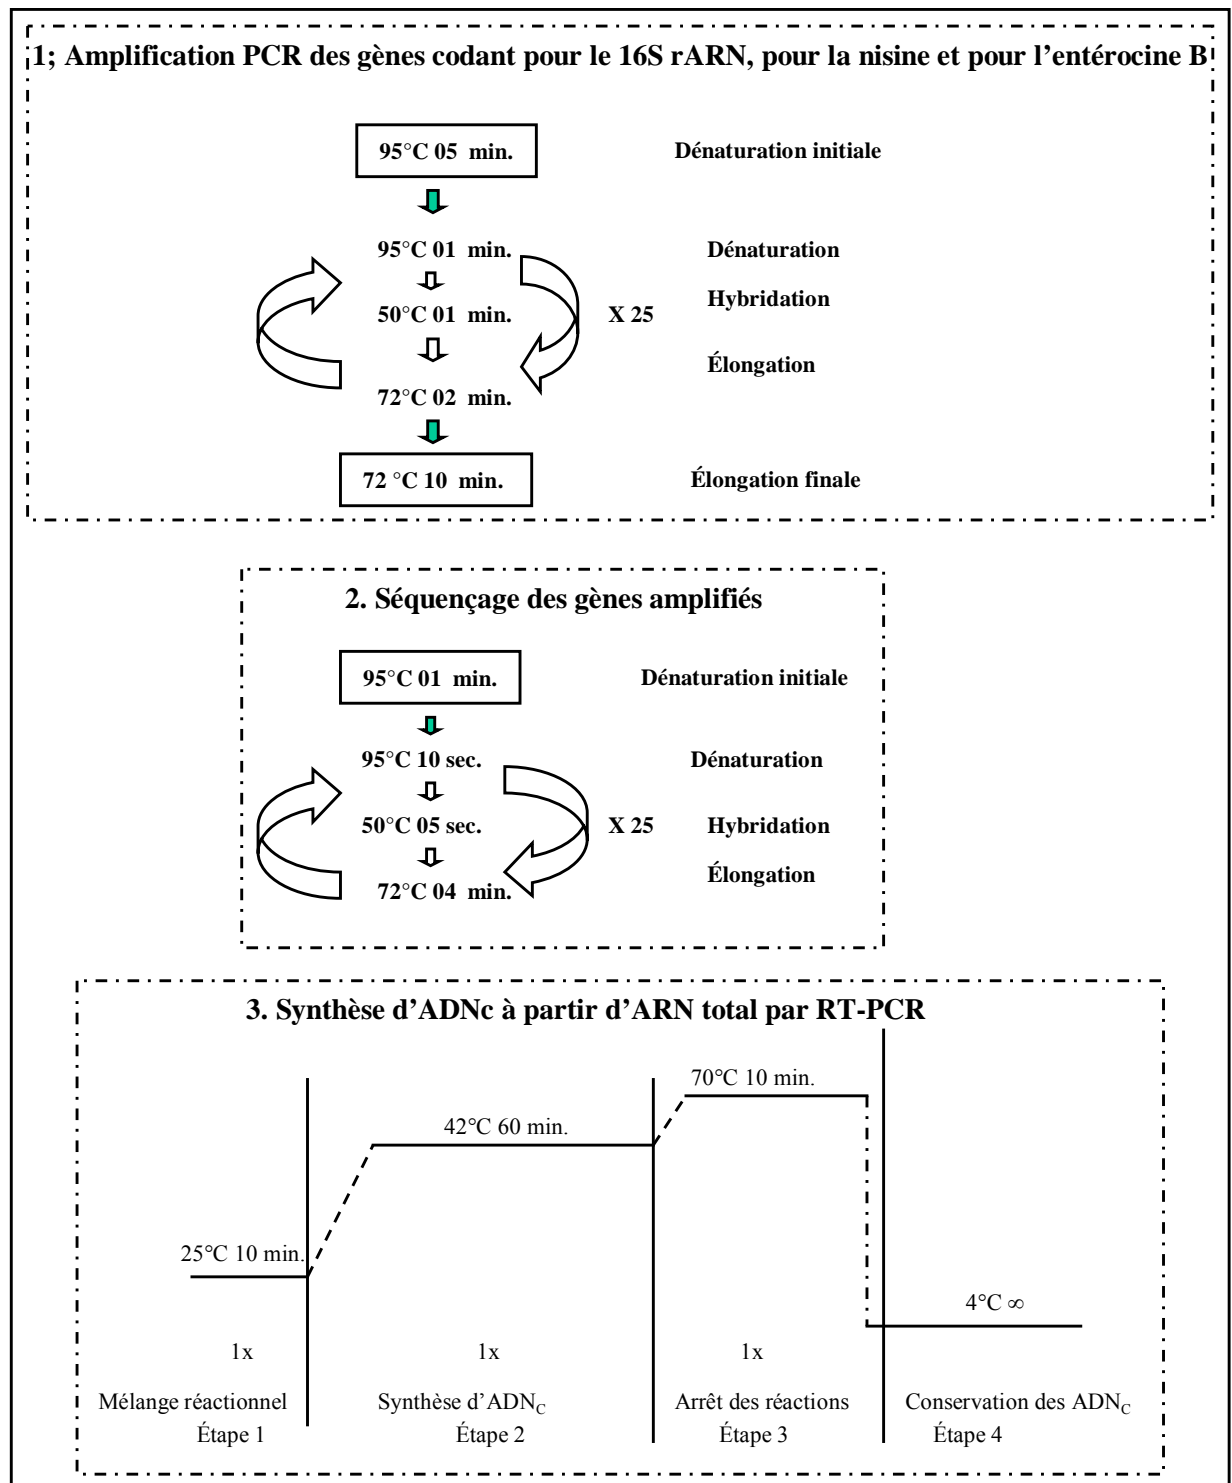 1; Amplification PCR des gènes codant pour le 16S rARN, pour la nisine et pour l'entérocine B
95°C 05 min. Dénaturation initiale
95°C 01 min. Dénaturation
Hybridation
50°C 01 min. X 25
Élongation
72°C 02 min.
72 °C 10 min. Élongation finale
2. Séquençage des gènes amplifiés
95°C 01 min. Dénaturation initiale
95°C 10 sec. Dénaturation
50°C 05 sec. X 25 Hybridation
Élongation
72°C 04 min.
3. Synthèse d'ADNc à partir d'ARN total par RT-PCR
70°C 10 min.
42°C 60 min.
25°C 10 min.
4°C ∞
1x 1x 1x
Mélange réactionnel Synthèse d'ADNC Arrêt des réactions Conservation des ADNC
Étape 1 Étape 2 Étape 3 Étape 4